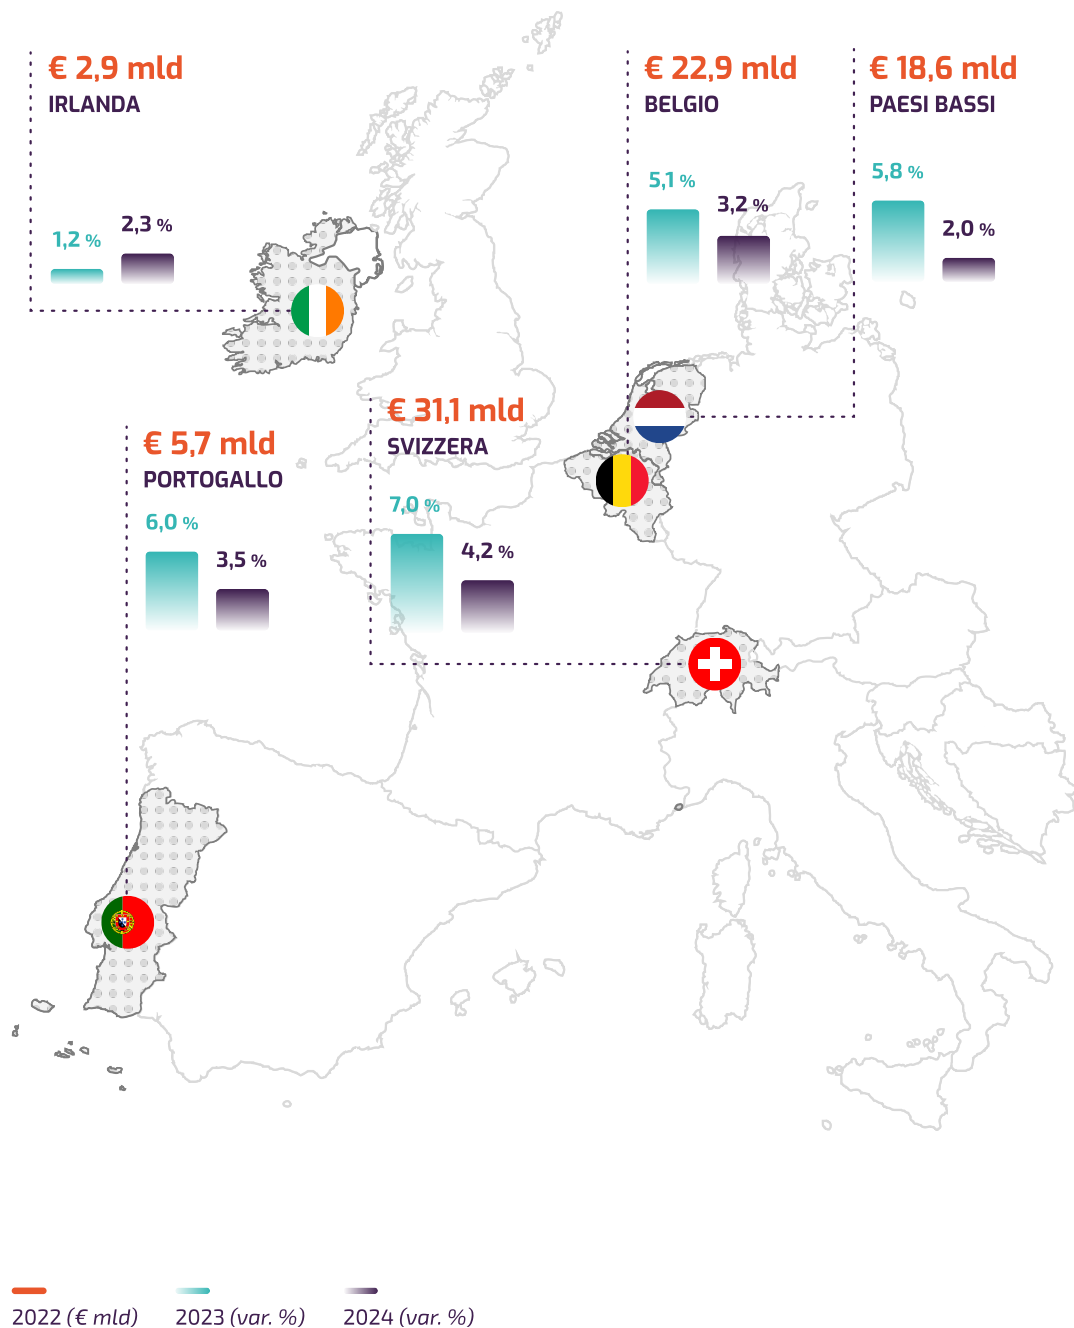 € 2,9 mld
IRLANDA
1,2 %
2,3 %
€ 22,9 mld
BELGIO
5,1 %
3,2 %
€ 18,6 mld
PAESI BASSI
5,8 %
2,0 %
€ 5,7 mld
PORTOGALLO
6,0 %
3,5 %
€ 31,1 mld
SVIZZERA
7,0 %
4,2 %
2022 (€ mld)
2023 (var. %)
2024 (var. %)